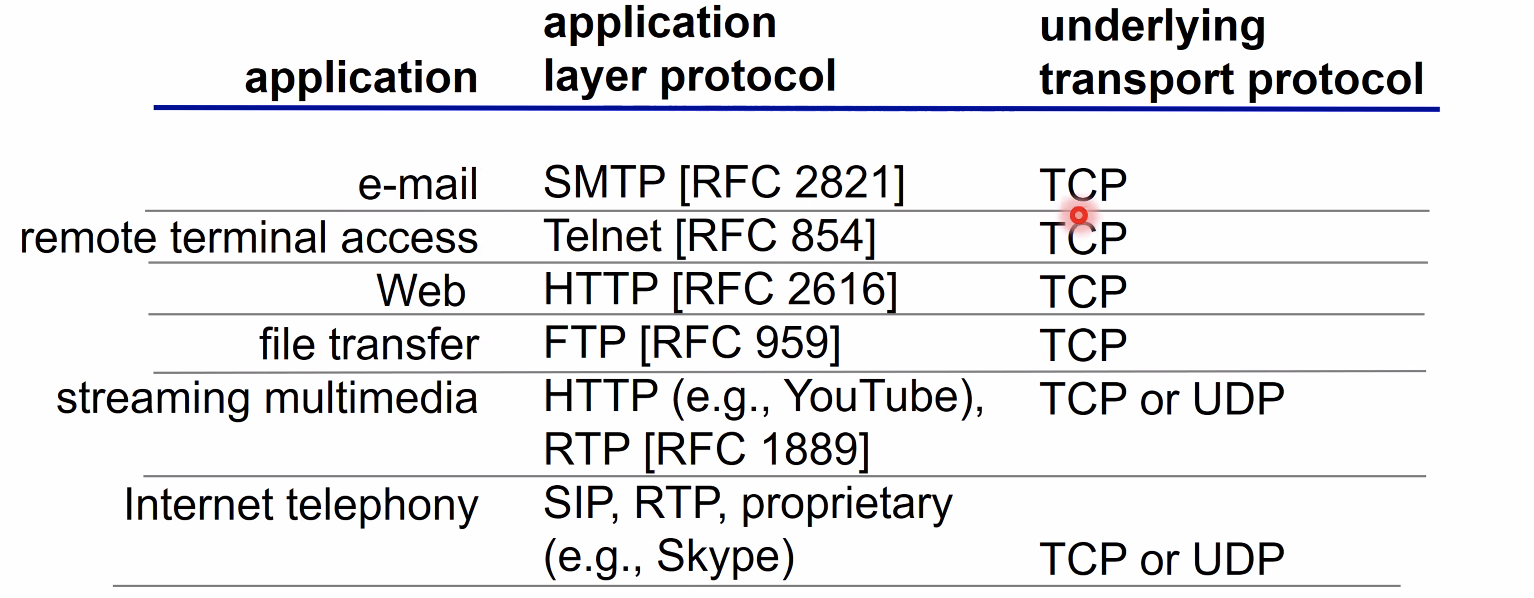 application application layer protocol underlying transport protocol
e-mail SMTP [RFC 2821] TCP
remote terminal access Telnet [RFC 854] TCP
Web HTTP [RFC 2616] TCP
file transfer FTP [RFC 959] TCP
streaming multimedia HTTP (e.g., YouTube), TCP or UDP
RTP [RFC 1889]
Internet telephony SIP, RTP, proprietary
(e.g., Skype) TCP or UDP